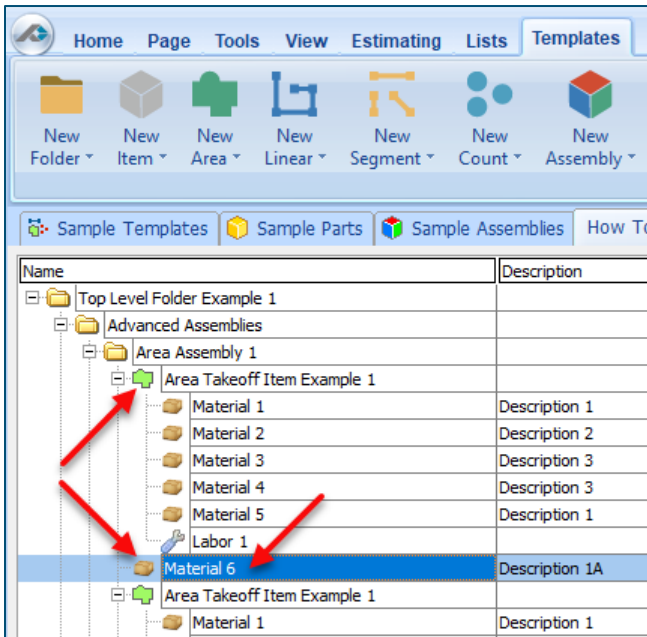 Home Page Tools View Estimating Lists Templates
New Folder New Item New Area New Linear New Segment New Count New Assembly
Sample Templates Sample Parts Sample Assemblies How To
Name Description
Top Level Folder Example 1
Advanced Assemblies
Area Assembly 1
Area Takeoff Item Example 1
Material 1 Description 1
Material 2 Description 2
Material 3 Description 3
Material 4 Description 3
Material 5 Description 1
Labor 1
Material 6 Description 1A
Area Takeoff Item Example 1
Material 1 Description 1